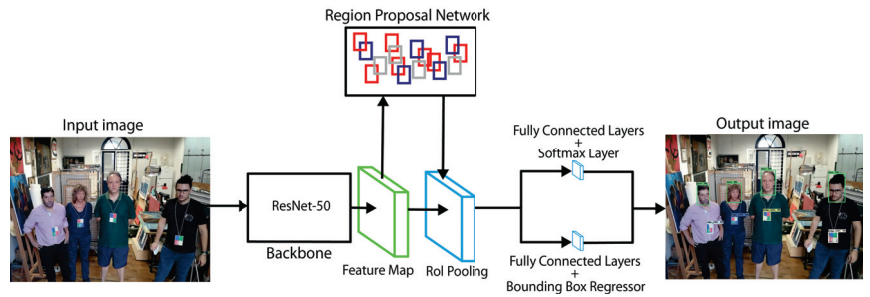 Region Proposal Network
Input image
ResNet-50
Backbone
Feature Map
RoI Pooling
Fully Connected Layers
+
Softmax Layer
Fully Connected Layers
+
Bounding Box Regressor
Output image